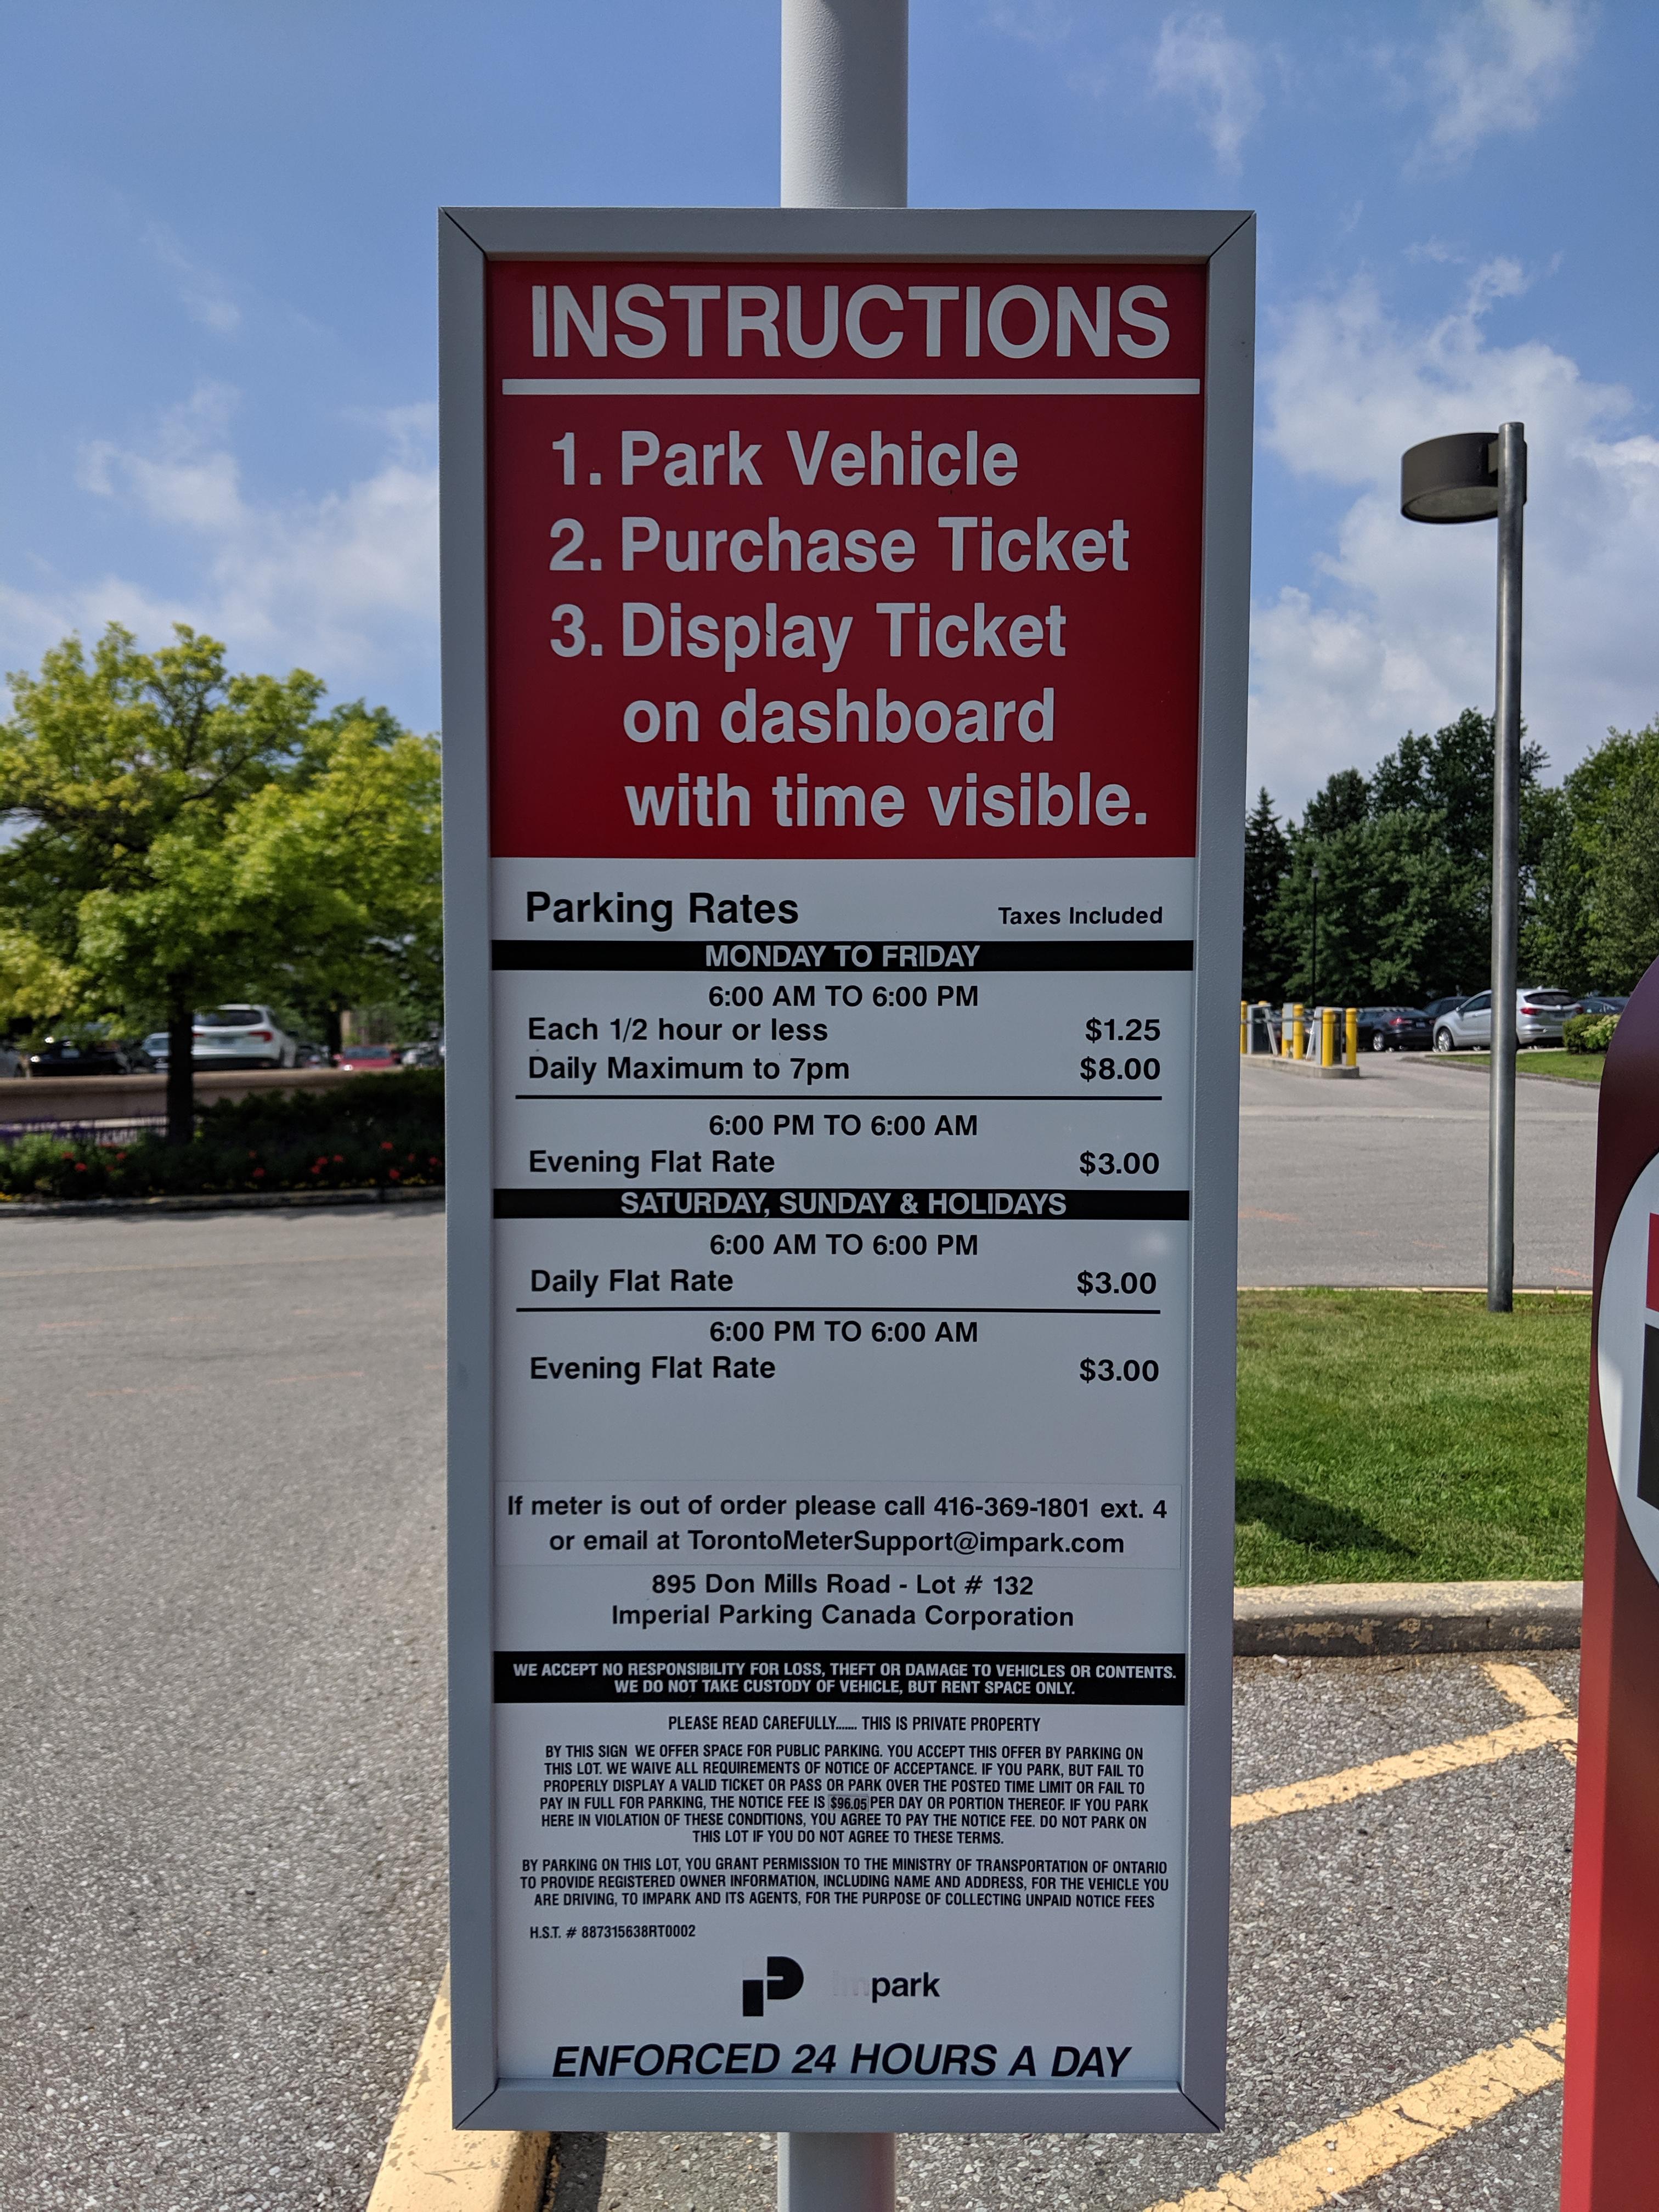 INSTRUCTIONS
1. Park Vehicle
2. Purchase Ticket
3. Display Ticket
on dashboard
with time visible.
Parking Rates Taxes Included
MONDAY TO FRIDAY
6:00 AM TO 6:00 PM
Each 1/2 hour or less $1.25
Daily Maximum to 7pm $8.00
6:00 PM TO 6:00 AM
Evening Flat Rate $3.00
SATURDAY, SUNDAY & HOLIDAYS
6:00 AM TO 6:00 PM
Daily Flat Rate $3.00
6:00 PM TO 6:00 AM
Evening Flat Rate $3.00
If meter is out of order please call 416-369-1801 ext. 4
or email at TorontoMeterSupport@impark.com
895 Don Mills Road - Lot # 132
Imperial Parking Canada Corporation
WE ACCEPT NO RESPONSIBILITY FOR LOSS, THEFT OR DAMAGE TO VEHICLES OR CONTENTS.
WE DO NOT TAKE CUSTODY OF VEHICLE, BUT RENT SPACE ONLY.
PLEASE READ CAREFULLY....... THIS IS PRIVATE PROPERTY
BY THIS SIGN WE OFFER SPACE FOR PUBLIC PARKING. YOU ACCEPT THIS OFFER BY PARKING ON
THIS LOT. WE WAIVE ALL REQUIREMENTS OF NOTICE OF ACCEPTANCE. IF YOU PARK, BUT FAIL TO
PROPERLY DISPLAY A VALID TICKET OR PASS OR PARK OVER THE POSTED TIME LIMIT OR FAIL TO
PAY IN FULL FOR PARKING, THE NOTICE FEE IS $96.05 PER DAY OR PORTION THEREOF. IF YOU PARK
HERE IN VIOLATION OF THESE CONDITIONS, YOU AGREE TO PAY THE NOTICE FEE. DO NOT PARK ON
THIS LOT IF YOU DO NOT AGREE TO THESE TERMS.
BY PARKING ON THIS LOT, YOU GRANT PERMISSION TO THE MINISTRY OF TRANSPORTATION OF ONTARIO
TO PROVIDE REGISTERED OWNER INFORMATION, INCLUDING NAME AND ADDRESS, FOR THE VEHICLE YOU
ARE DRIVING, TO IMPARK AND ITS AGENTS, FOR THE PURPOSE OF COLLECTING UNPAID NOTICE FEES
H.S.T. # 887315638RT0002
impark
ENFORCED 24 HOURS A DAY